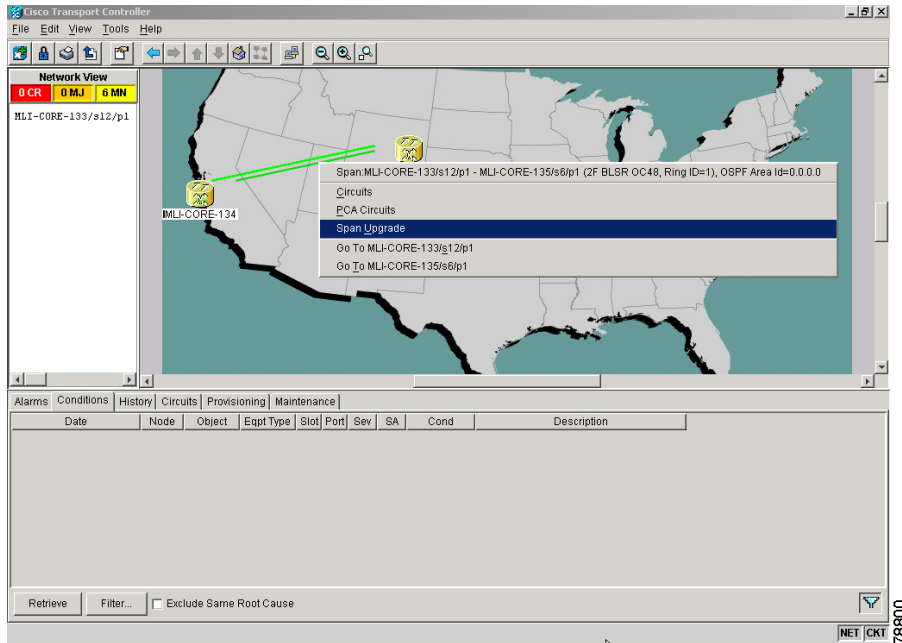 Cisco Transport Controller
File Edit View Tools Help
Network View
0 CR 0 MJ 6 MN
MLI-CORE-133/s12/p1
MLI-CORE-134
Span:MLI-CORE-133/s12/p1 - MLI-CORE-135/s6/p1 (2F BLSR OC48, Ring ID=1), OSPF Area Id=0.0.0.0
Circuits
PCA Circuits
Span Upgrade
Go To MLI-CORE-133/s12/p1
Go To MLI-CORE-135/s6/p1
Alarms Conditions History Circuits Provisioning Maintenance
Date Node Object Eqpt Type Slot Port Sev SA Cond Description
Retrieve Filter... Exclude Same Root Cause
NET CKT
78800